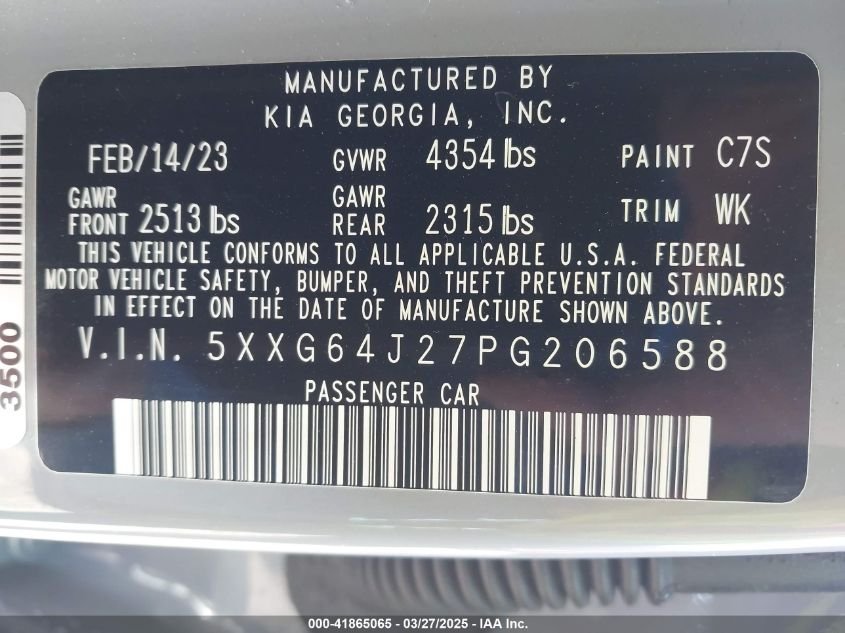 MANUFACTURED BY
KIA GEORGIA, INC.
FEB/14/23 GVWR 4354 lbs PAINT C7S
GAWR FRONT 2513 lbs GAWR REAR 2315 lbs TRIM WK
THIS VEHICLE CONFORMS TO ALL APPLICABLE U.S.A. FEDERAL
MOTOR VEHICLE SAFETY, BUMPER, AND THEFT PREVENTION STANDARDS
IN EFFECT ON THE DATE OF MANUFACTURE SHOWN ABOVE.
V.I.N. 5XXG64J27PG206588
PASSENGER CAR
3500
000-41865065 | 03/27/2025 - IAA Inc.